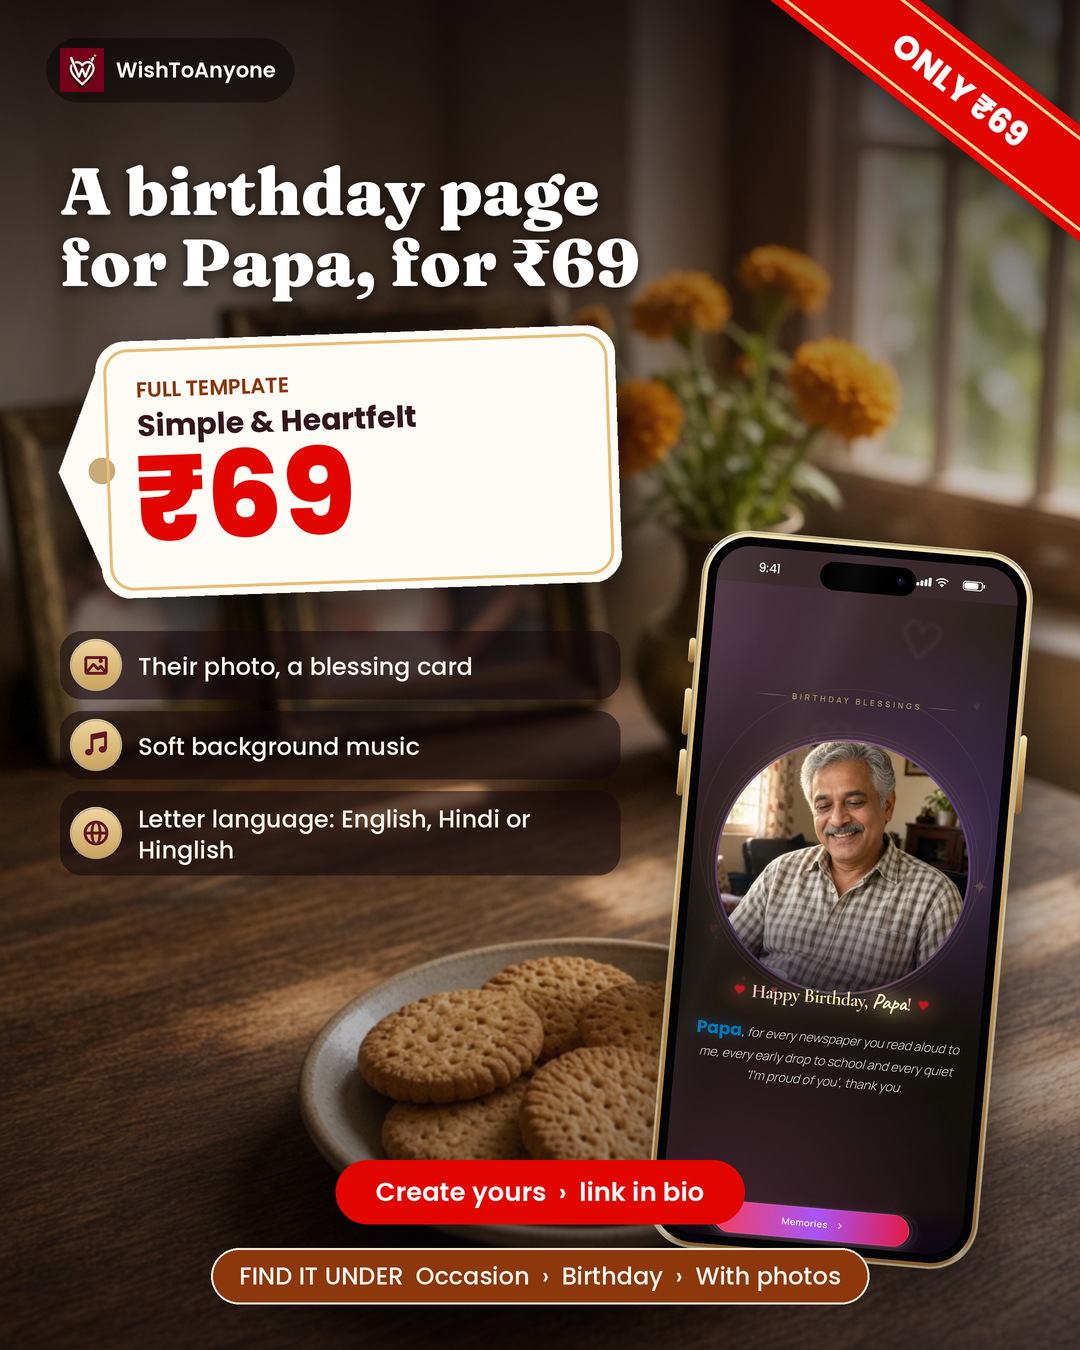 WishToAnyone
ONLY ₹69
A birthday page
for Papa, for ₹69
FULL TEMPLATE
Simple & Heartfelt
₹69
Their photo, a blessing card
Soft background music
Letter language: English, Hindi or
Hinglish
9:41
BIRTHDAY BLESSINGS
Happy Birthday, Papa!
Papa, for every newspaper you read aloud to
me, every early drop to school and every quiet
'I'm proud of you', thank you.
Create yours › link in bio
Memories ›
FIND IT UNDER Occasion › Birthday › With photos